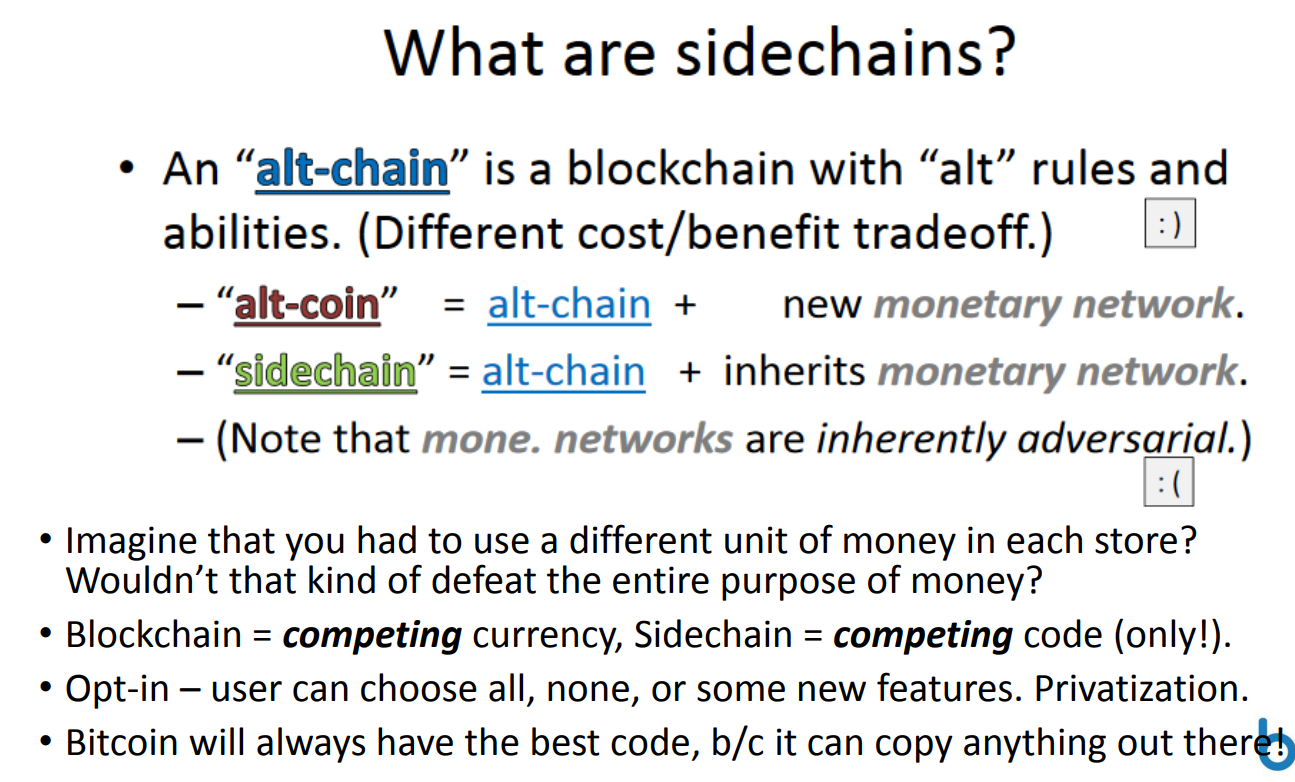 What are sidechains?
• An “alt-chain” is a blockchain with “alt” rules and
abilities. (Different cost/benefit tradeoff.) :)
– “alt-coin” = alt-chain + new monetary network.
– “sidechain” = alt-chain + inherits monetary network.
– (Note that mone. networks are inherently adversarial.)
:(
• Imagine that you had to use a different unit of money in each store?
Wouldn’t that kind of defeat the entire purpose of money?
• Blockchain = competing currency, Sidechain = competing code (only!).
• Opt-in – user can choose all, none, or some new features. Privatization.
• Bitcoin will always have the best code, b/c it can copy anything out there!